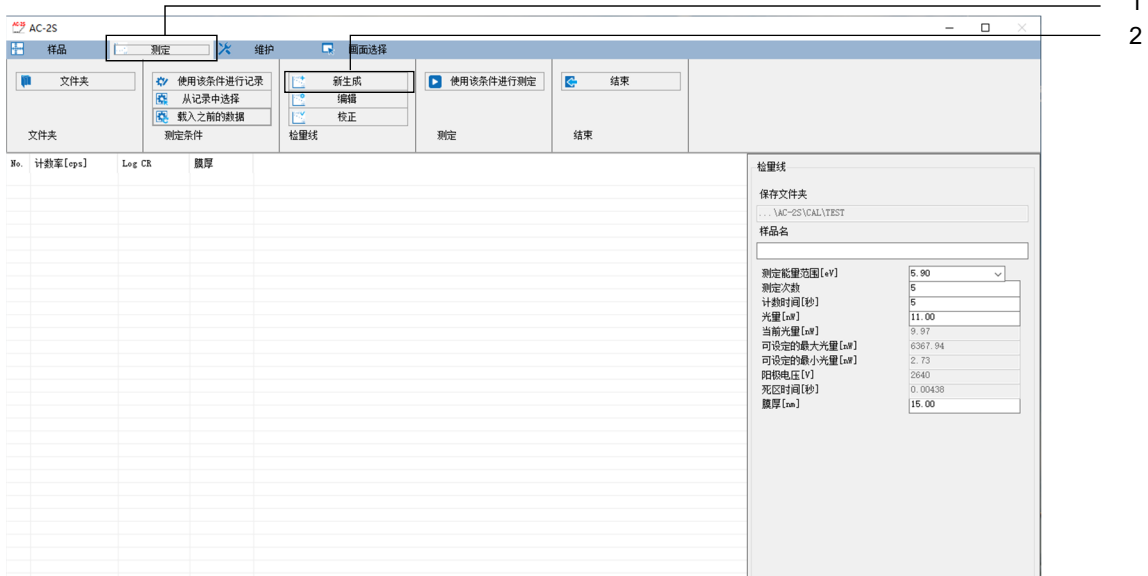 1
AC-2S
2
样品
测定
维护
画面选择
文件夹
使用该条件进行记录
新生成
使用该条件进行测定
结束
从记录中选择
编辑
载入之前的数据
校正
文件夹
测定条件
检量线
测定
结束
No. 计数率[cps] Log CR 膜厚
检量线
保存文件夹
...\AC-2S\CAL\TEST
样品名
测定能量范围[eV] 5.90
测定次数 5
计数时间[秒] 5
光量[nW] 11.00
当前光量[nW] 9.97
可设定的最大光量[nW] 6367.94
可设定的最小光量[nW] 2.73
阳极电压[V] 2640
死区时间[秒] 0.00438
膜厚[nm] 15.00